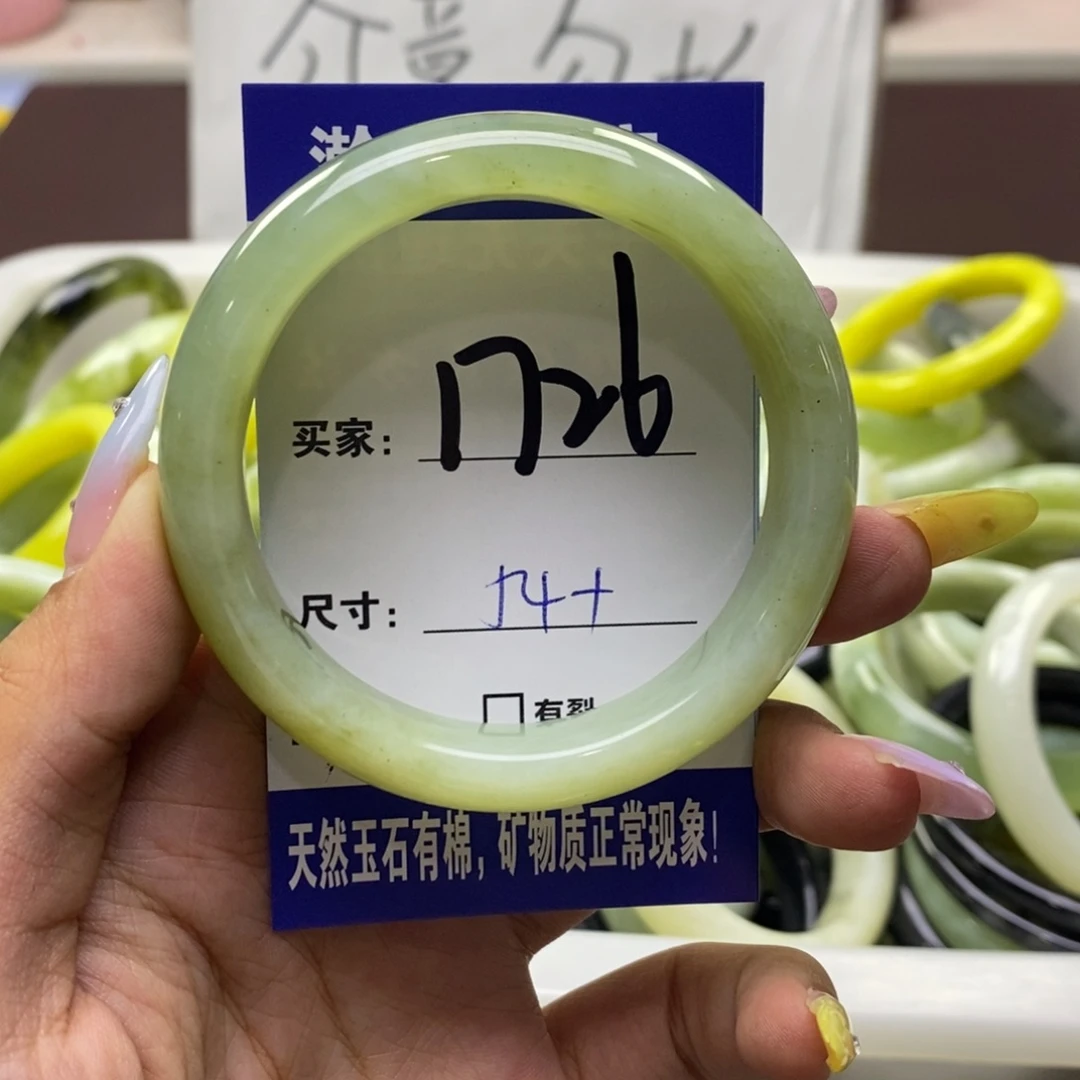 买家: 1726
尺寸: 54+
□ 有裂
天然玉石有棉, 矿物质正常现象!